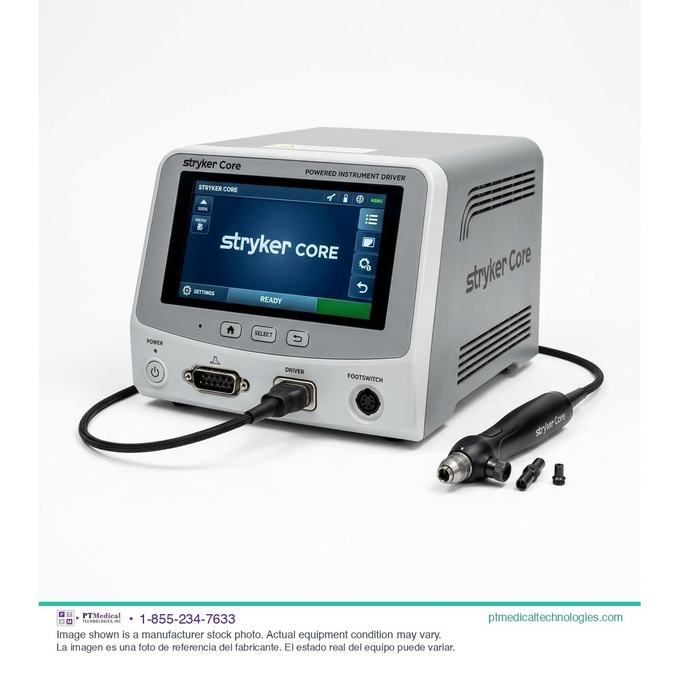 stryker Core
POWERED INSTRUMENT DRIVER
STRYKER CORE
MENU
100%
MENU
stryker CORE
SETTINGS
READY
SELECT
POWER
DRIVER
FOOTSWITCH
stryker Core
stryker Core
PTMedical
TECHNOLOGIES, INC
• 1-855-234-7633
ptmedicaltechnologies.com
Image shown is a manufacturer stock photo. Actual equipment condition may vary.
La imagen es una foto de referencia del fabricante. El estado real del equipo puede variar.